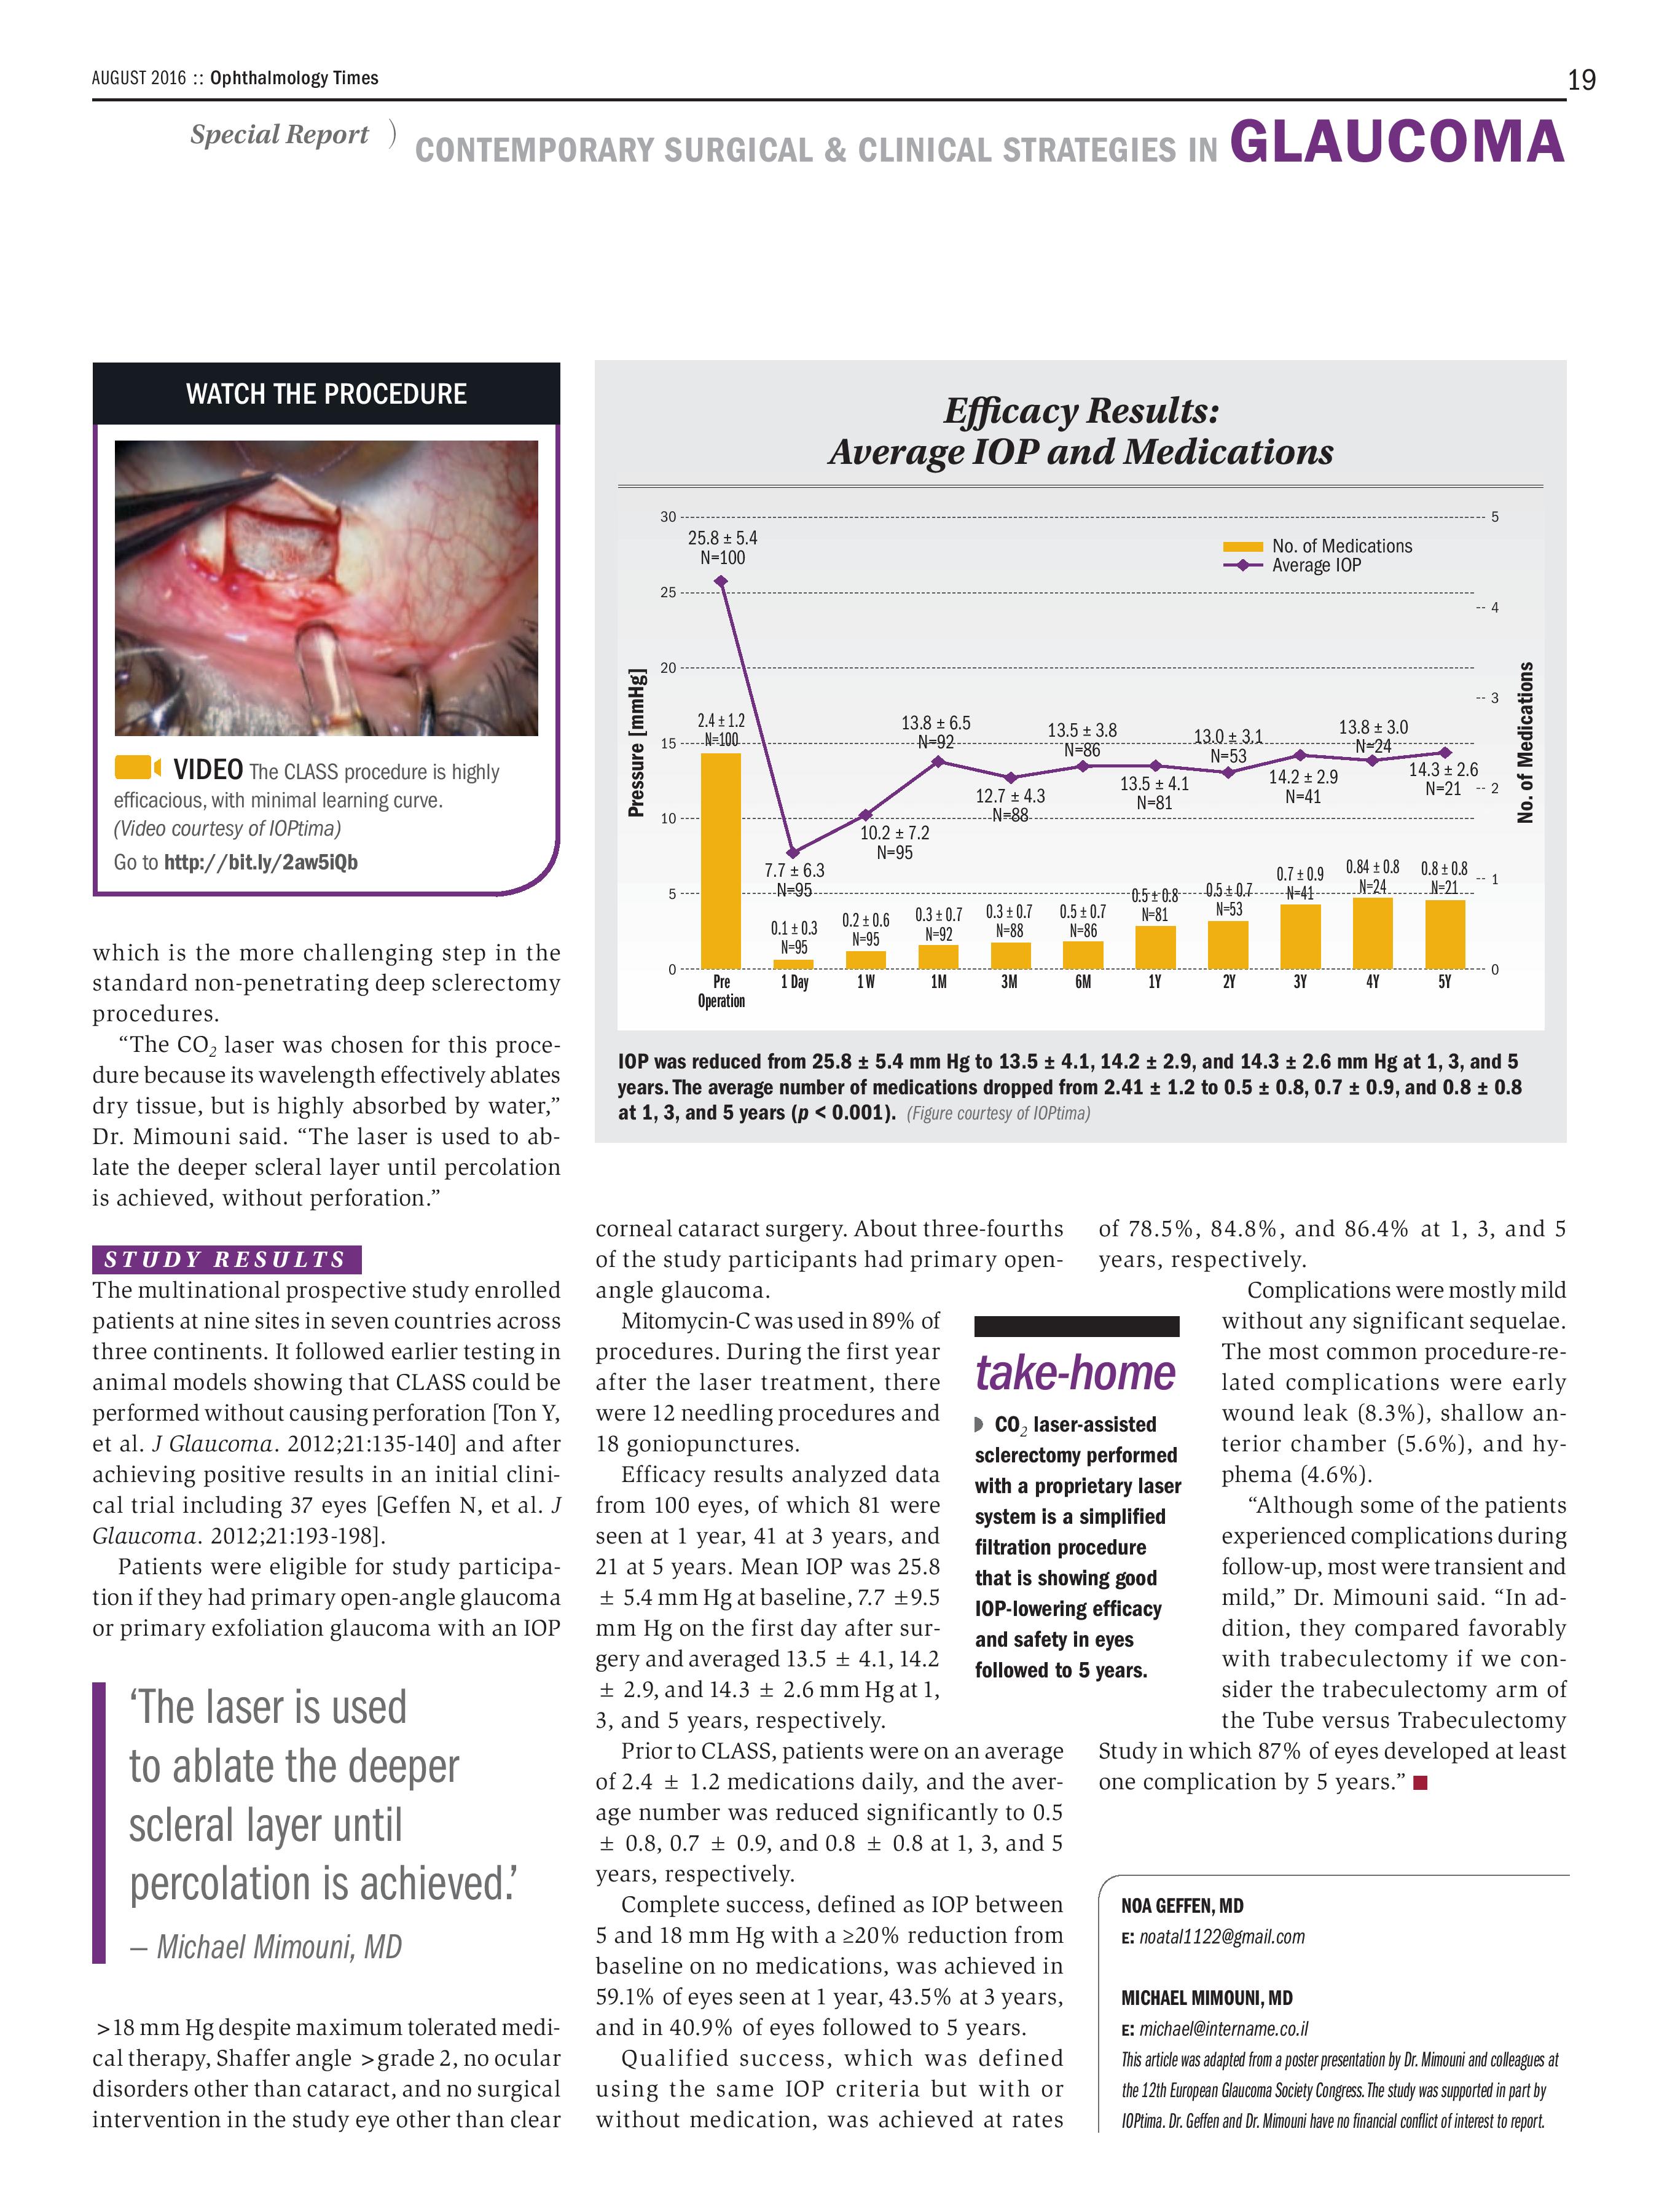 AUGUST 2016 :: Ophthalmology Times
19
Special Report )
CONTEMPORARY SURGICAL & CLINICAL STRATEGIES IN GLAUCOMA
WATCH THE PROCEDURE
VIDEO The CLASS procedure is highly
efficacious, with minimal learning curve.
(Video courtesy of IOPtima)
Go to http://bit.ly/2aw5iQb
which is the more challenging step in the
standard non-penetrating deep sclerectomy
procedures.
“The CO2 laser was chosen for this proce-
dure because its wavelength effectively ablates
dry tissue, but is highly absorbed by water,”
Dr. Mimouni said. “The laser is used to ab-
late the deeper scleral layer until percolation
is achieved, without perforation.”
STUDY RESULTS
The multinational prospective study enrolled
patients at nine sites in seven countries across
three continents. It followed earlier testing in
animal models showing that CLASS could be
performed without causing perforation [Ton Y,
et al. J Glaucoma. 2012;21:135-140] and after
achieving positive results in an initial clini-
cal trial including 37 eyes [Geffen N, et al. J
Glaucoma. 2012;21:193-198].
Patients were eligible for study participa-
tion if they had primary open-angle glaucoma
or primary exfoliation glaucoma with an IOP
‘The laser is used
to ablate the deeper
scleral layer until
percolation is achieved.’
– Michael Mimouni, MD
>18 mm Hg despite maximum tolerated medi-
cal therapy, Shaffer angle >grade 2, no ocular
disorders other than cataract, and no surgical
intervention in the study eye other than clear
Efficacy Results:
Average IOP and Medications
No. of Medications
Average IOP
Pressure [mmHg]
30
25
20
15
10
5
0
No. of Medications
5
4
3
2
1
0
25.8 ± 5.4
N=100
7.7 ± 6.3
N=95
10.2 ± 7.2
N=95
13.8 ± 6.5
N=92
12.7 ± 4.3
N=88
13.5 ± 3.8
N=86
13.5 ± 4.1
N=81
13.0 ± 3.1
N=53
14.2 ± 2.9
N=41
13.8 ± 3.0
N=24
14.3 ± 2.6
N=21
2.4 ± 1.2
N=100
0.1 ± 0.3
N=95
0.2 ± 0.6
N=95
0.3 ± 0.7
N=92
0.3 ± 0.7
N=88
0.5 ± 0.7
N=86
0.5 ± 0.8
N=81
0.5 ± 0.7
N=53
0.7 ± 0.9
N=41
0.84 ± 0.8
N=24
0.8 ± 0.8
N=21
Pre
Operation
1 Day
1 W
1M
3M
6M
1Y
2Y
3Y
4Y
5Y
IOP was reduced from 25.8 ± 5.4 mm Hg to 13.5 ± 4.1, 14.2 ± 2.9, and 14.3 ± 2.6 mm Hg at 1, 3, and 5
years. The average number of medications dropped from 2.41 ± 1.2 to 0.5 ± 0.8, 0.7 ± 0.9, and 0.8 ± 0.8
at 1, 3, and 5 years (p < 0.001). (Figure courtesy of IOPtima)
corneal cataract surgery. About three-fourths
of the study participants had primary open-
angle glaucoma.
Mitomycin-C was used in 89% of
procedures. During the first year
after the laser treatment, there
were 12 needling procedures and
18 goniopunctures.
Efficacy results analyzed data
from 100 eyes, of which 81 were
seen at 1 year, 41 at 3 years, and
21 at 5 years. Mean IOP was 25.8
± 5.4 mm Hg at baseline, 7.7 ±9.5
mm Hg on the first day after sur-
gery and averaged 13.5 ± 4.1, 14.2
± 2.9, and 14.3 ± 2.6 mm Hg at 1,
3, and 5 years, respectively.
Prior to CLASS, patients were on an average
of 2.4 ± 1.2 medications daily, and the aver-
age number was reduced significantly to 0.5
± 0.8, 0.7 ± 0.9, and 0.8 ± 0.8 at 1, 3, and 5
years, respectively.
Complete success, defined as IOP between
5 and 18 mm Hg with a ≥20% reduction from
baseline on no medications, was achieved in
59.1% of eyes seen at 1 year, 43.5% at 3 years,
and in 40.9% of eyes followed to 5 years.
Qualified success, which was defined
using the same IOP criteria but with or
without medication, was achieved at rates
take-home
CO2 laser-assisted
sclerectomy performed
with a proprietary laser
system is a simplified
filtration procedure
that is showing good
IOP-lowering efficacy
and safety in eyes
followed to 5 years.
of 78.5%, 84.8%, and 86.4% at 1, 3, and 5
years, respectively.
Complications were mostly mild
without any significant sequelae.
The most common procedure-re-
lated complications were early
wound leak (8.3%), shallow an-
terior chamber (5.6%), and hy-
phema (4.6%).
“Although some of the patients
experienced complications during
follow-up, most were transient and
mild,” Dr. Mimouni said. “In ad-
dition, they compared favorably
with trabeculectomy if we con-
sider the trabeculectomy arm of
the Tube versus Trabeculectomy
Study in which 87% of eyes developed at least
one complication by 5 years.” ■
NOA GEFFEN, MD
E: noatal1122@gmail.com
MICHAEL MIMOUNI, MD
E: michael@intername.co.il
This article was adapted from a poster presentation by Dr. Mimouni and colleagues at
the 12th European Glaucoma Society Congress. The study was supported in part by
IOPtima. Dr. Geffen and Dr. Mimouni have no financial conflict of interest to report.